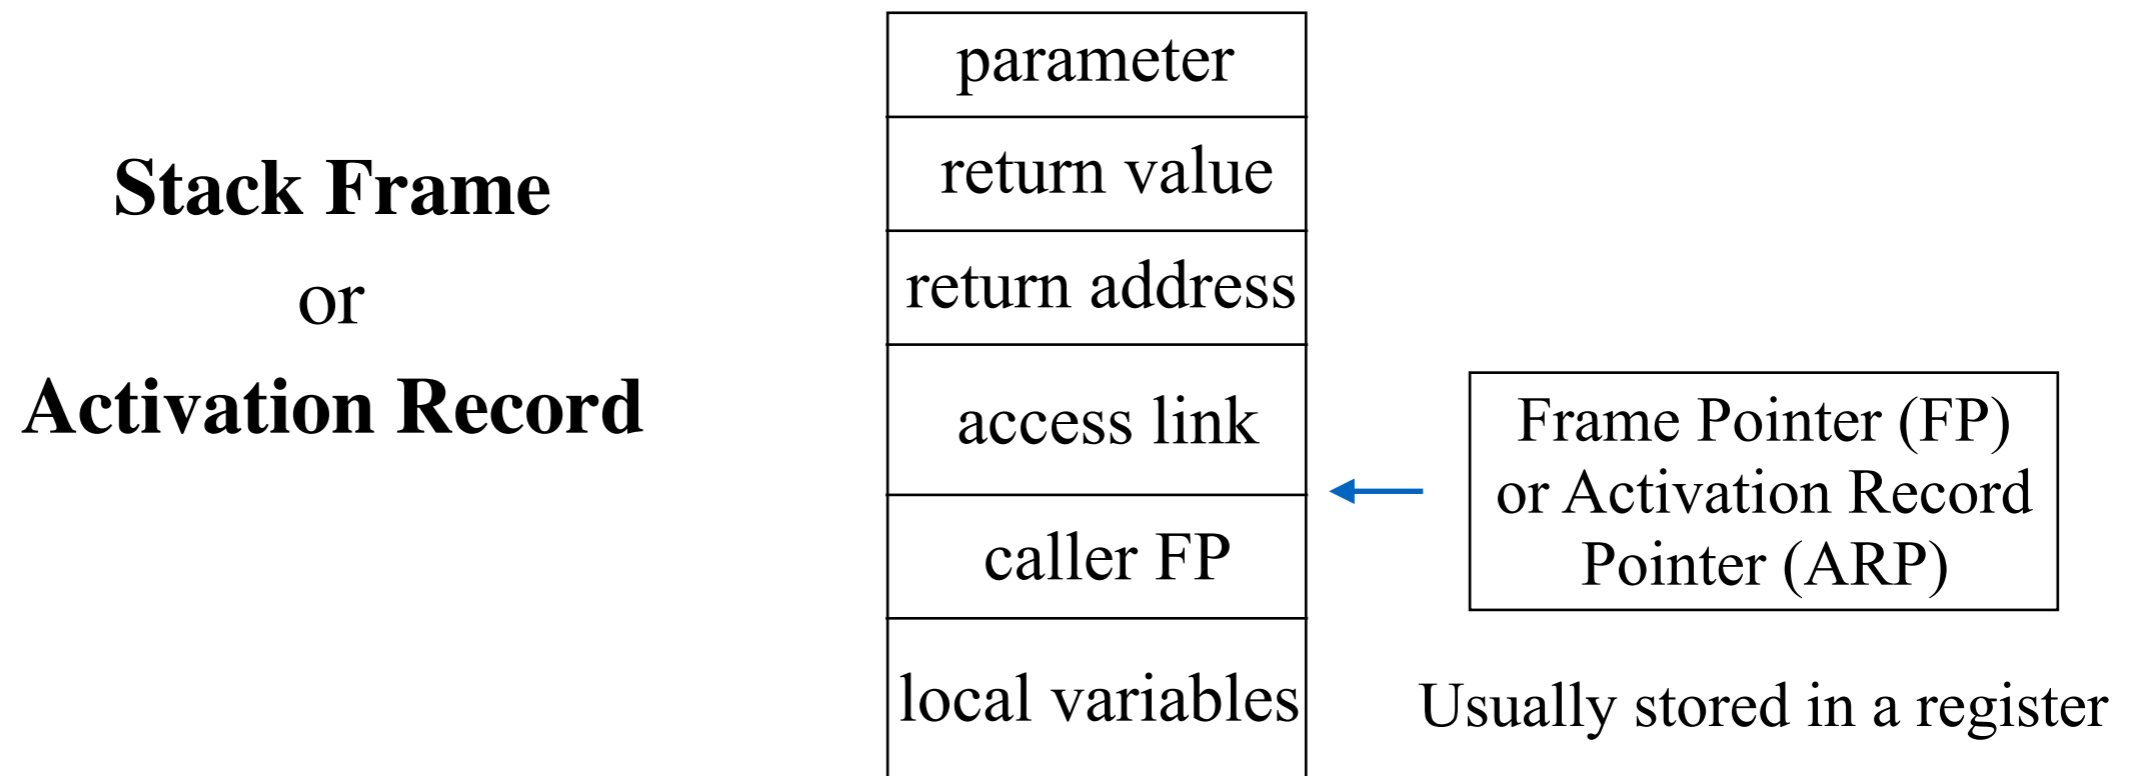 Stack Frame
or
Activation Record
parameter
return value
return address
access link
caller FP
local variables
Frame Pointer (FP)
or Activation Record
Pointer (ARP)
Usually stored in a register